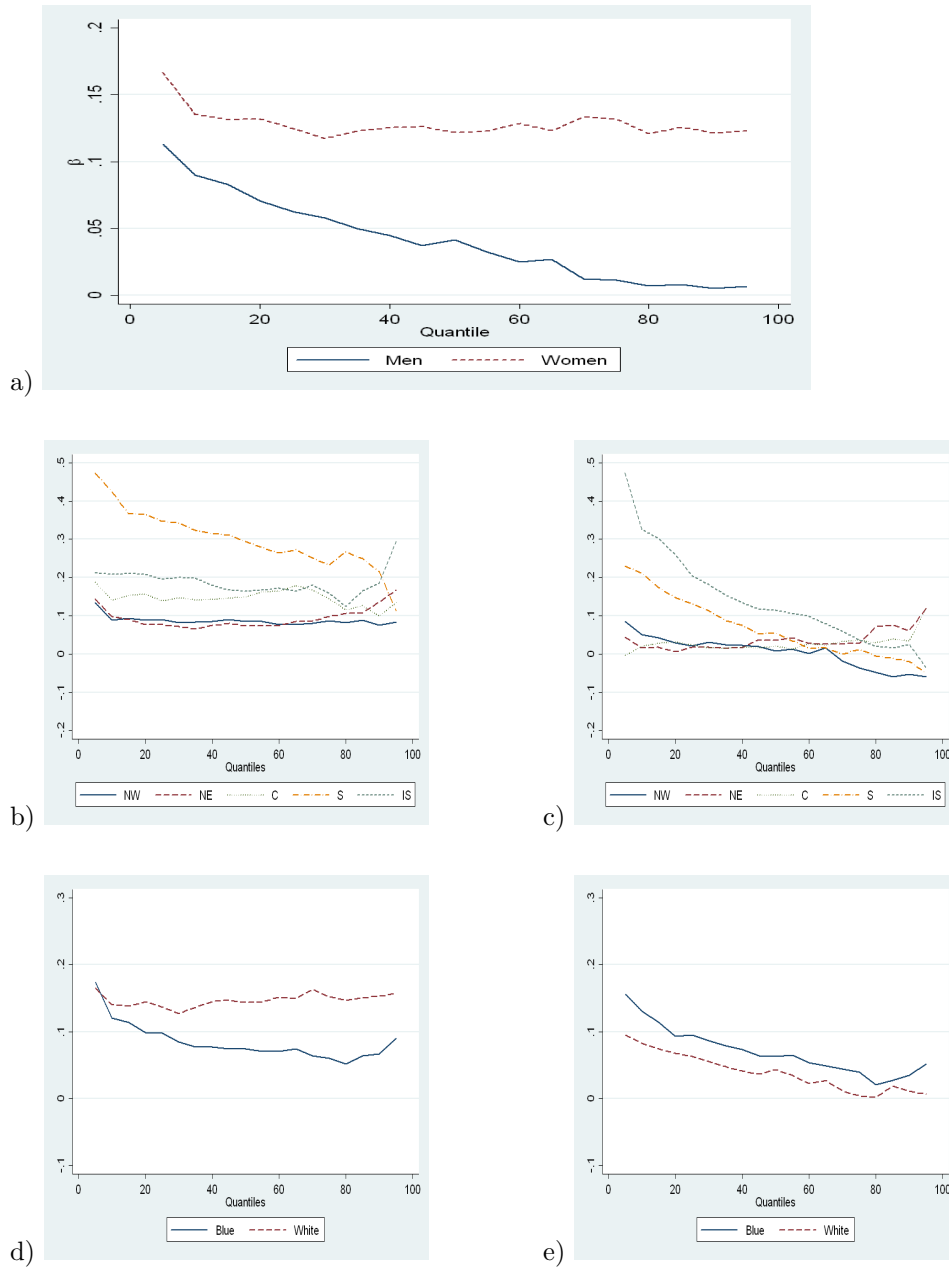 .2
.15
.1
.05
0
β
0 20 40 60 80 100
Quantile
Men Women
a)
.5
.4
.3
.2
.1
0
-.1
-.2
0 20 40 60 80 100
Quantiles
NW NE C S IS
b)
.5
.4
.3
.2
.1
0
-.1
-.2
0 20 40 60 80 100
Quantiles
NW NE C S IS
c)
.3
.2
.1
0
-.1
0 20 40 60 80 100
Quantiles
Blue White
d)
.3
.2
.1
0
-.1
0 20 40 60 80 100
Quantiles
Blue White
e)